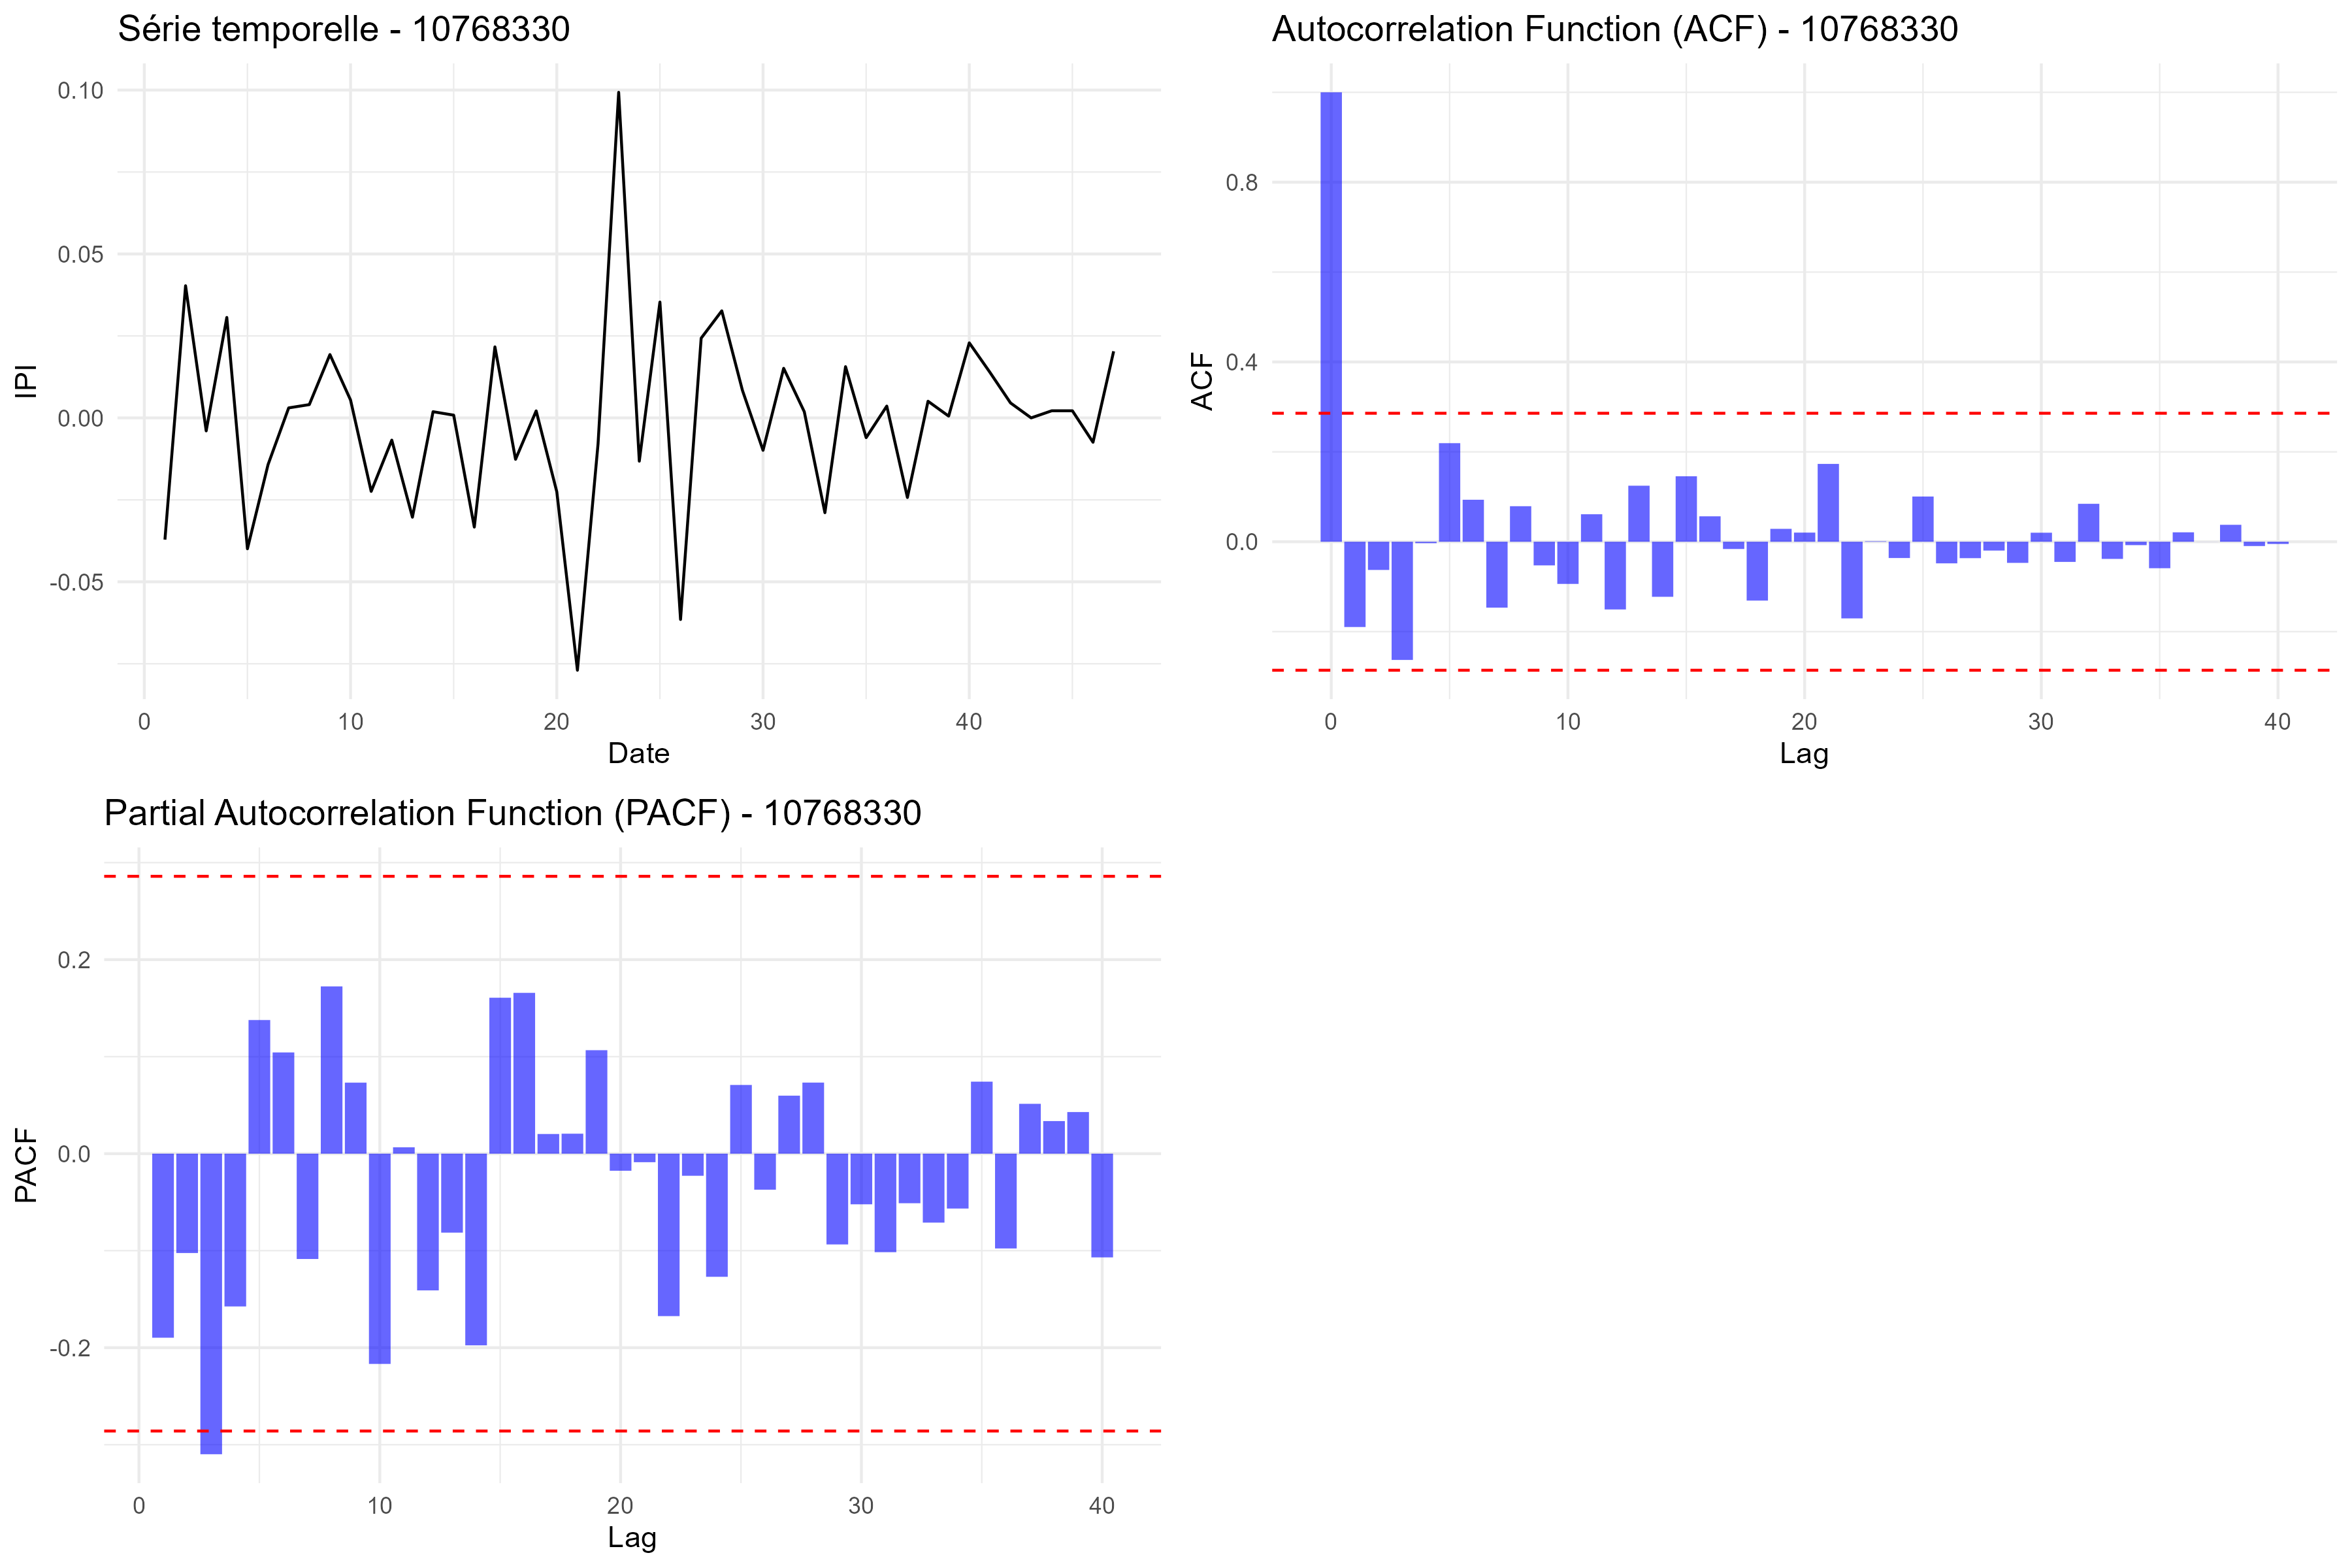 Série temporelle - 10768330
0.10
0.05
0.00
-0.05
IPI
0 10 20 30 40
Date
Autocorrelation Function (ACF) - 10768330
0.8
0.4
0.0
ACF
0 10 20 30 40
Lag
Partial Autocorrelation Function (PACF) - 10768330
0.2
0.0
-0.2
PACF
0 10 20 30 40
Lag